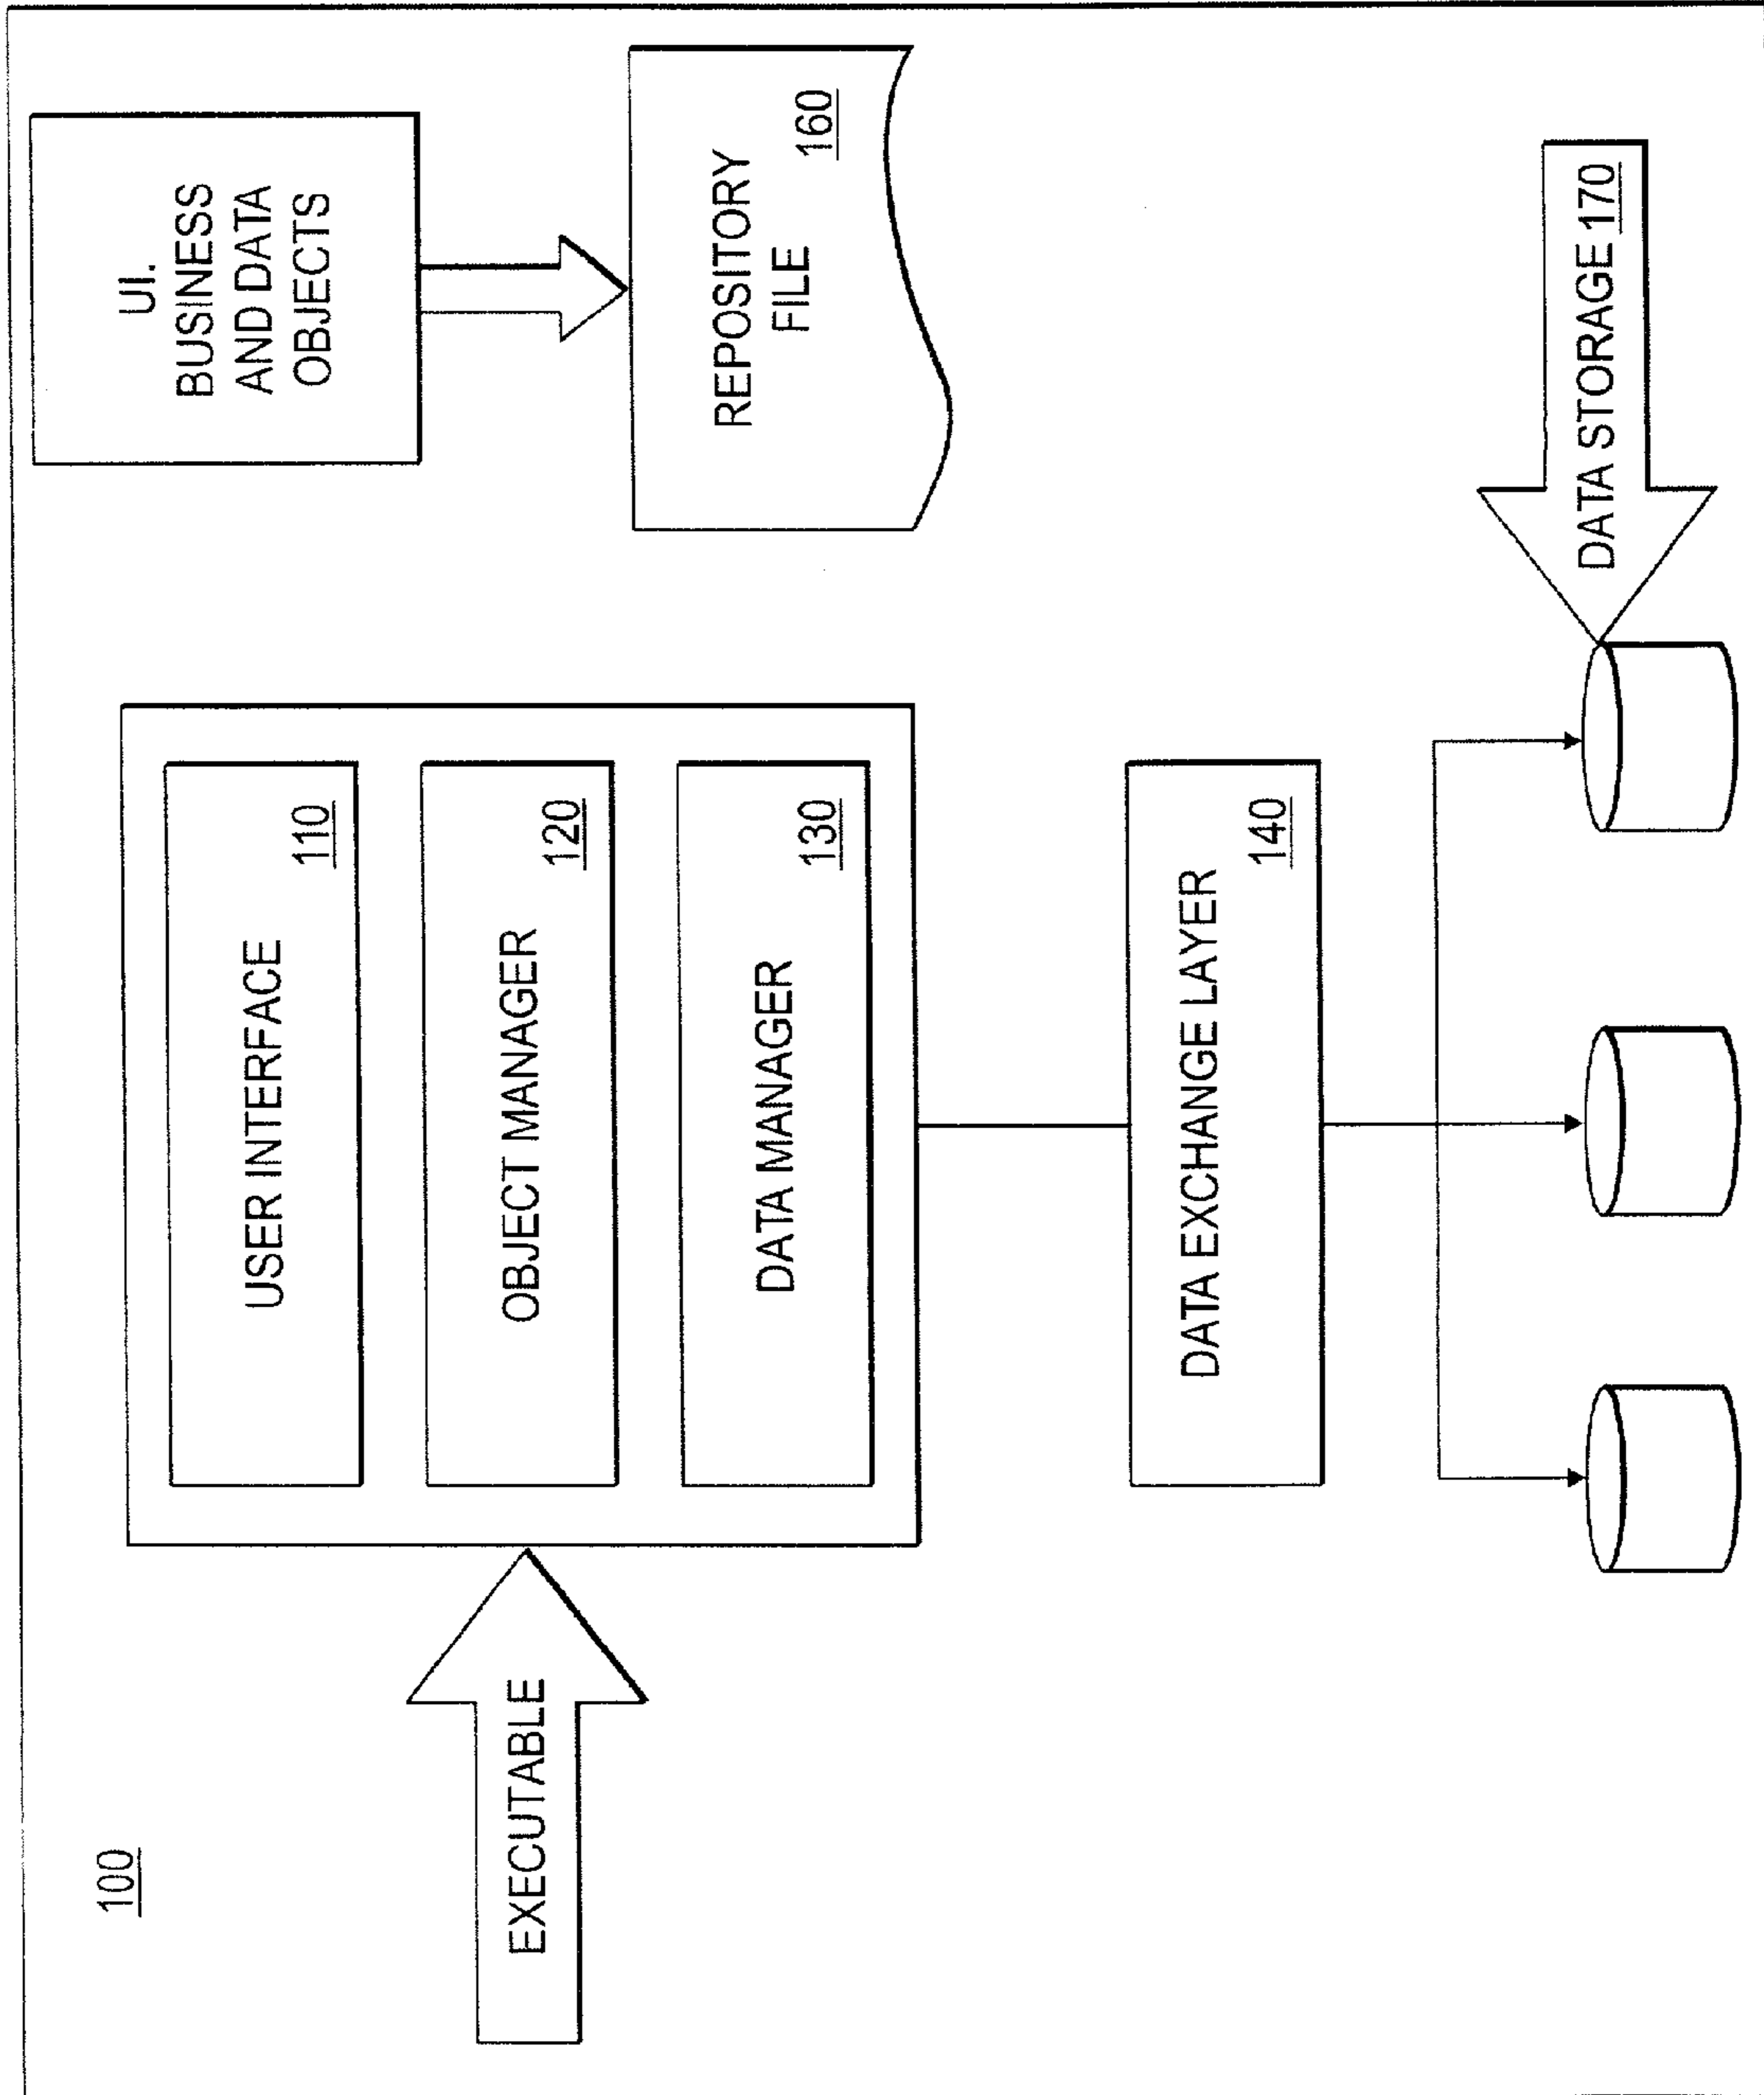 100
EXECUTABLE
USER INTERFACE
110
OBJECT MANAGER
120
DATA MANAGER
130
DATA EXCHANGE LAYER
140
UI.
BUSINESS
AND DATA
OBJECTS
REPOSITORY
FILE
160
DATA STORAGE 170